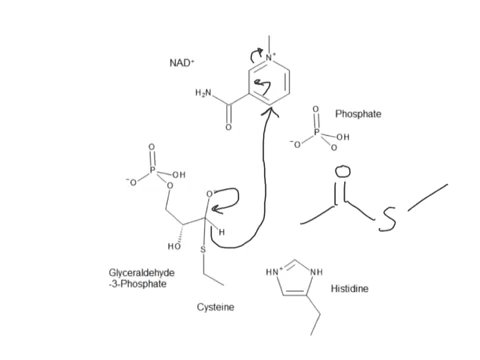 NAD⁺
N⁺
H₂N
O
Phosphate
O
P
OH
⁻O
O
O
O
P
OH
⁻O
O
O
H
HO
S
S
Glyceraldehyde
-3-Phosphate
Cysteine
HN⁺
NH
Histidine